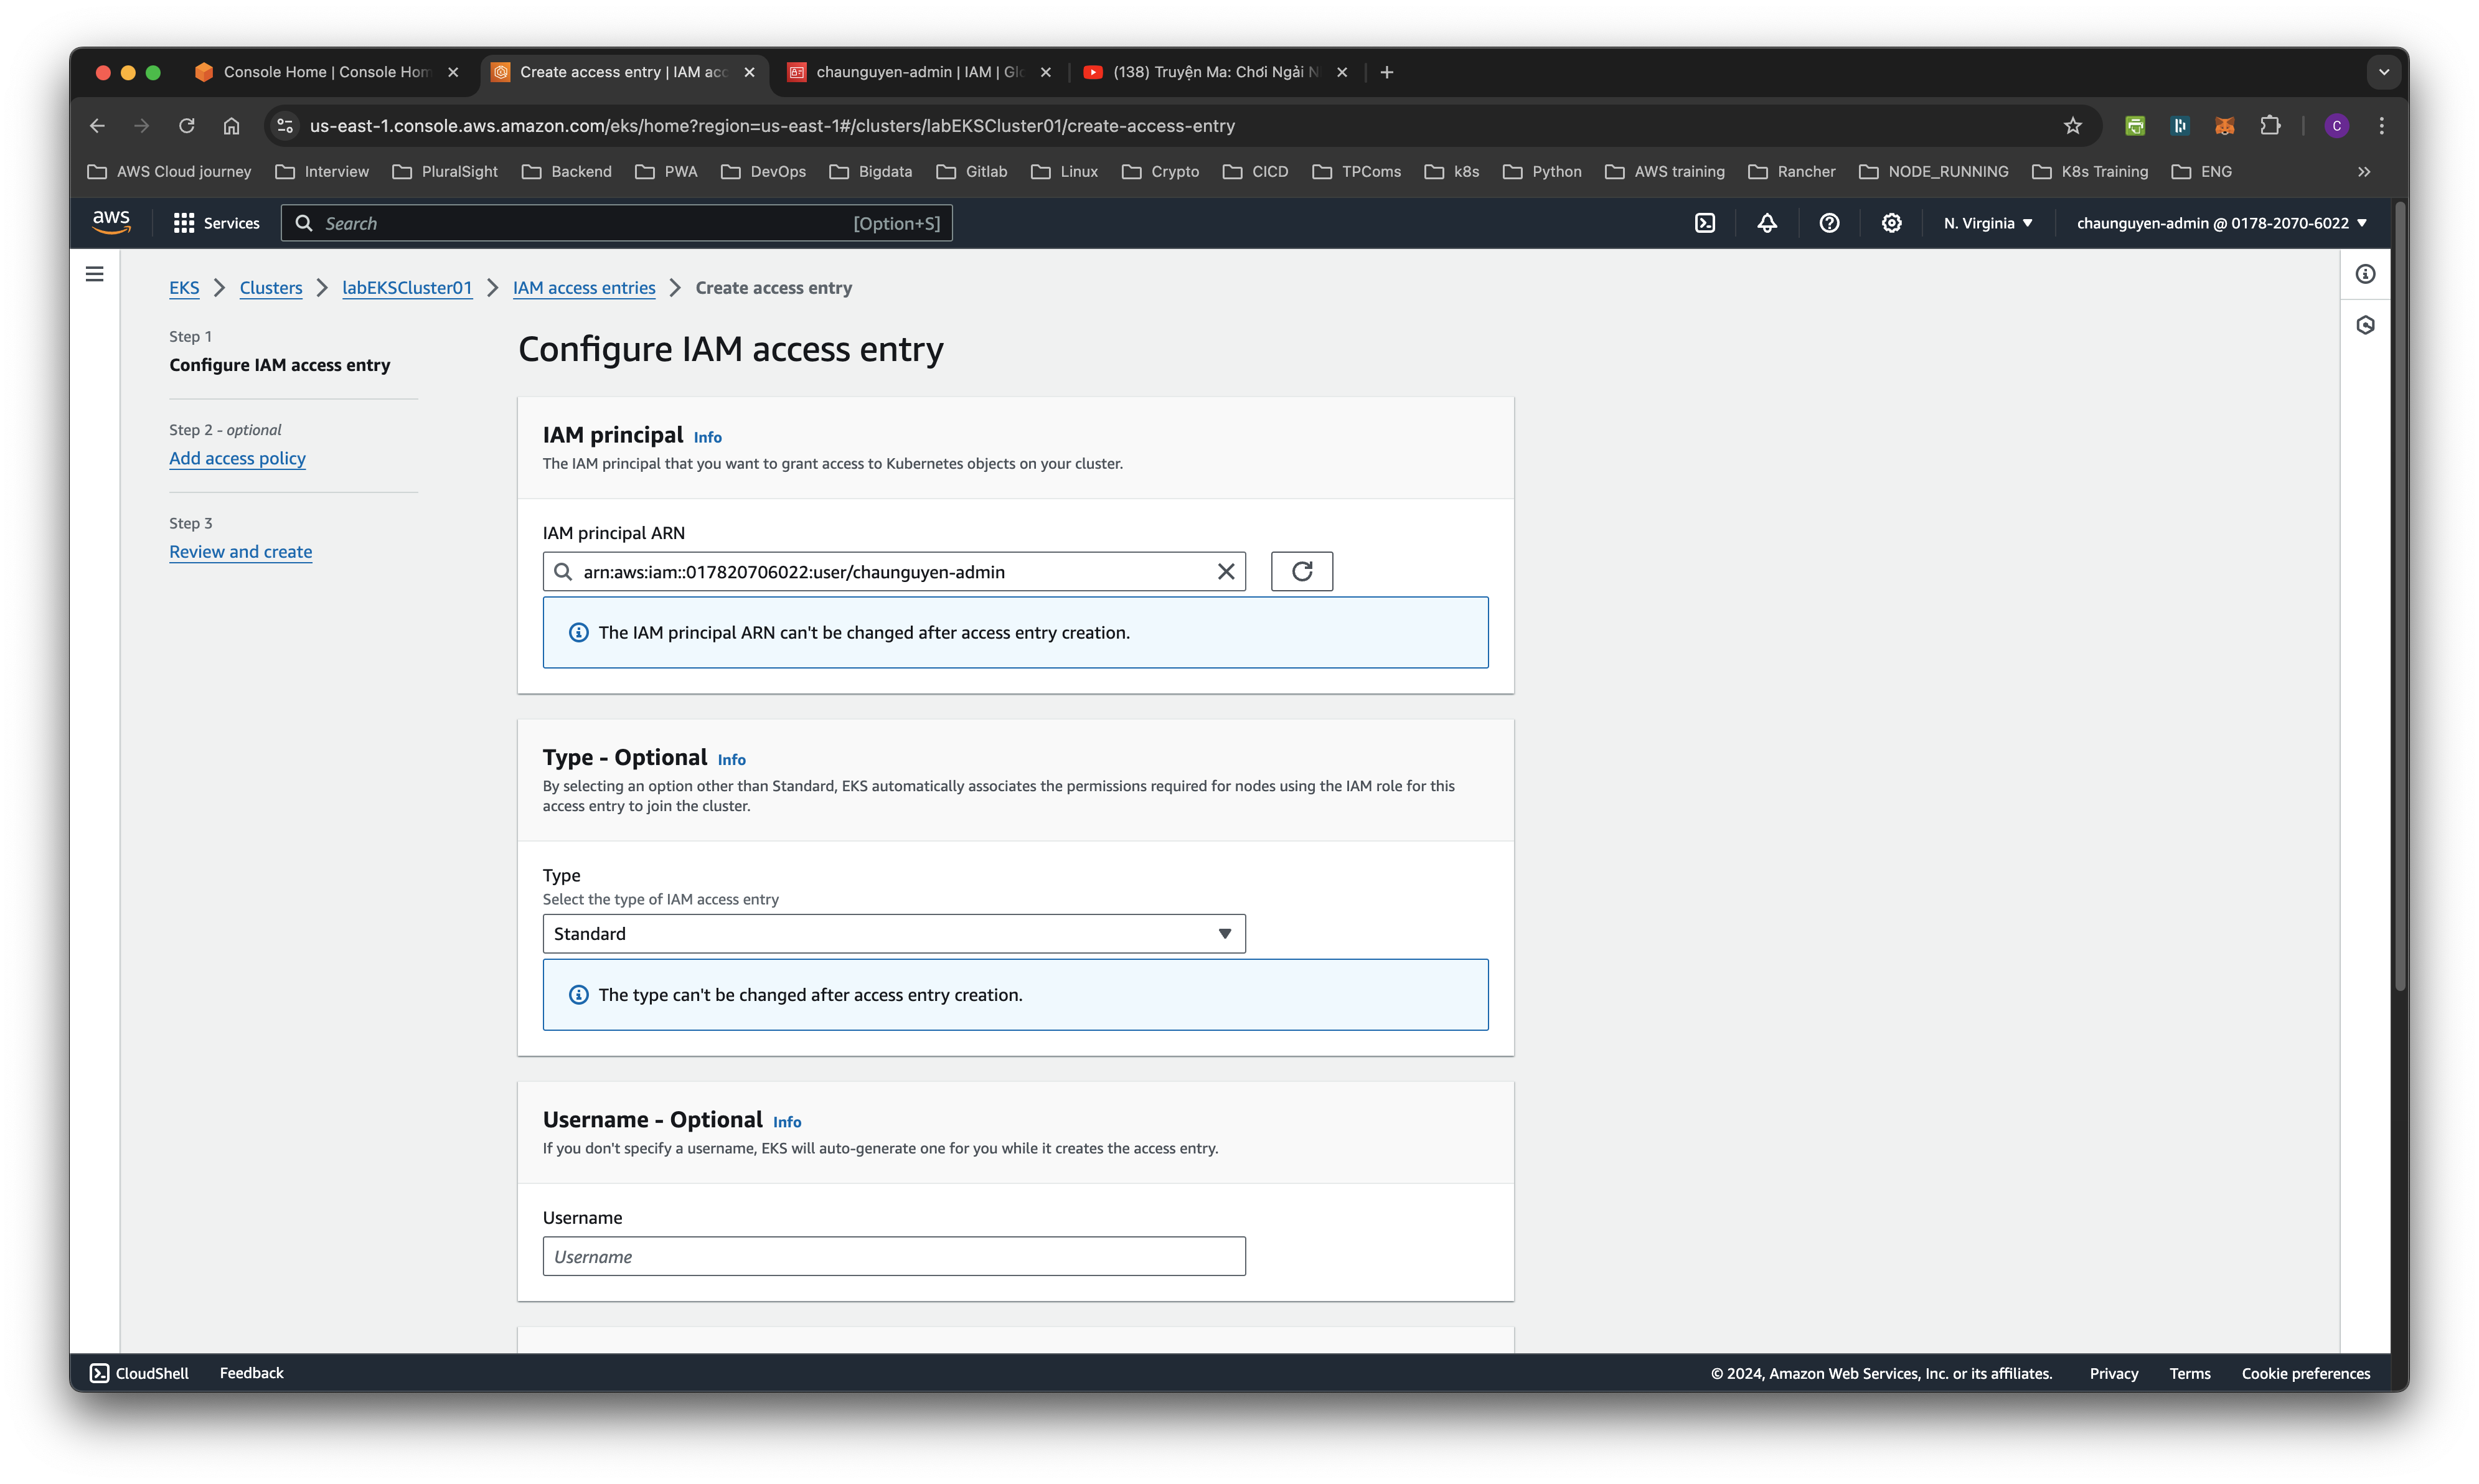 Console Home | Console Hom
Create access entry | IAM acc
chaunguyen-admin | IAM | Glo
(138) Truyện Ma: Chơi Ngải N
us-east-1.console.aws.amazon.com/eks/home?region=us-east-1#/clusters/labEKSCluster01/create-access-entry
C
AWS Cloud journey
Interview
PluralSight
Backend
PWA
DevOps
Bigdata
Gitlab
Linux
Crypto
CICD
TPComs
k8s
Python
AWS training
Rancher
NODE_RUNNING
K8s Training
ENG
aws
Services
Search
[Option+S]
N. Virginia
chaunguyen-admin @ 0178-2070-6022
EKS
Clusters
labEKSCluster01
IAM access entries
Create access entry
Step 1
Configure IAM access entry
Step 2 - optional
Add access policy
Step 3
Review and create
Configure IAM access entry
IAM principal Info
The IAM principal that you want to grant access to Kubernetes objects on your cluster.
IAM principal ARN
arn:aws:iam::017820706022:user/chaunguyen-admin
The IAM principal ARN can't be changed after access entry creation.
Type - Optional Info
By selecting an option other than Standard, EKS automatically associates the permissions required for nodes using the IAM role for this
access entry to join the cluster.
Type
Select the type of IAM access entry
Standard
The type can't be changed after access entry creation.
Username - Optional Info
If you don't specify a username, EKS will auto-generate one for you while it creates the access entry.
Username
Username
CloudShell
Feedback
© 2024, Amazon Web Services, Inc. or its affiliates.
Privacy
Terms
Cookie preferences